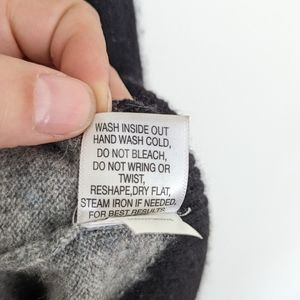 WASH INSIDE OUT
HAND WASH COLD,
DO NOT BLEACH,
DO NOT WRING OR
TWIST,
RESHAPE,DRY FLAT,
STEAM IRON IF NEEDED,
FOR BEST RESULTS